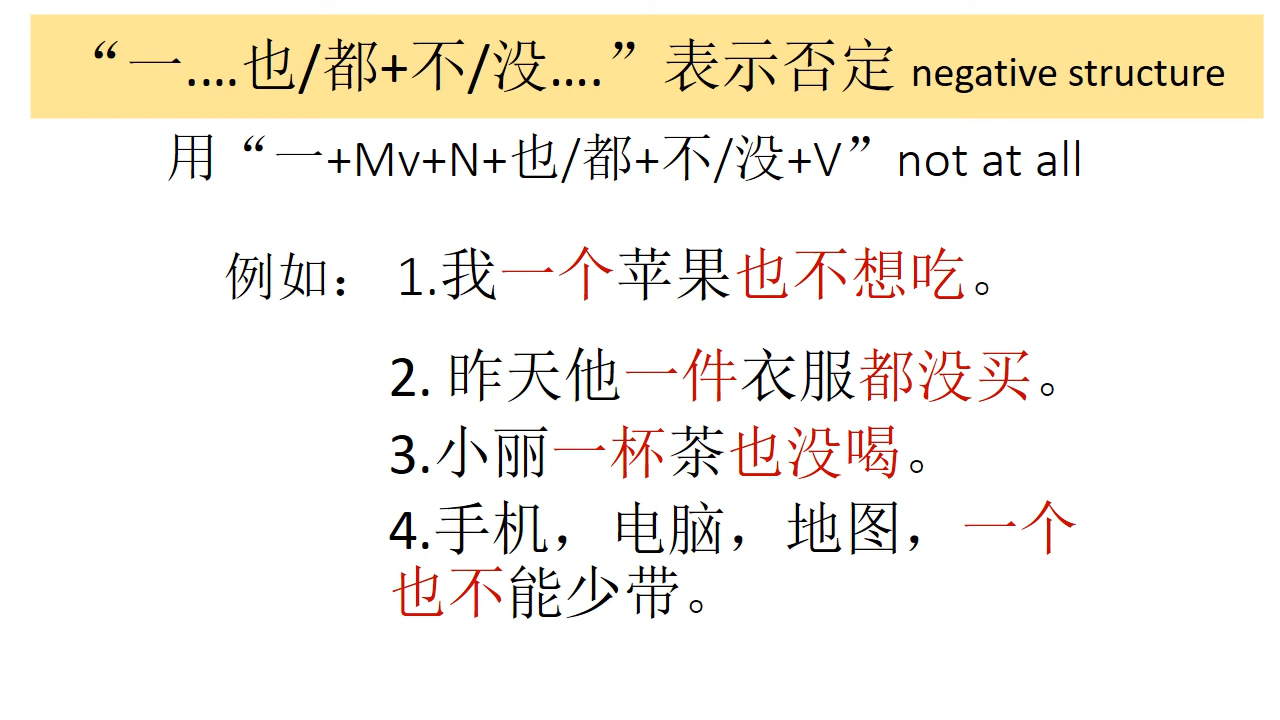 “一.…也/都+不/没….”表示否定 negative structure
用“一+Mv+N+也/都+不/没+V”not at all
例如： 1.我一个苹果也不想吃。
2. 昨天他一件衣服都没买。
3.小丽一杯茶也没喝。
4.手机，电脑，地图，一个
也不能少带。